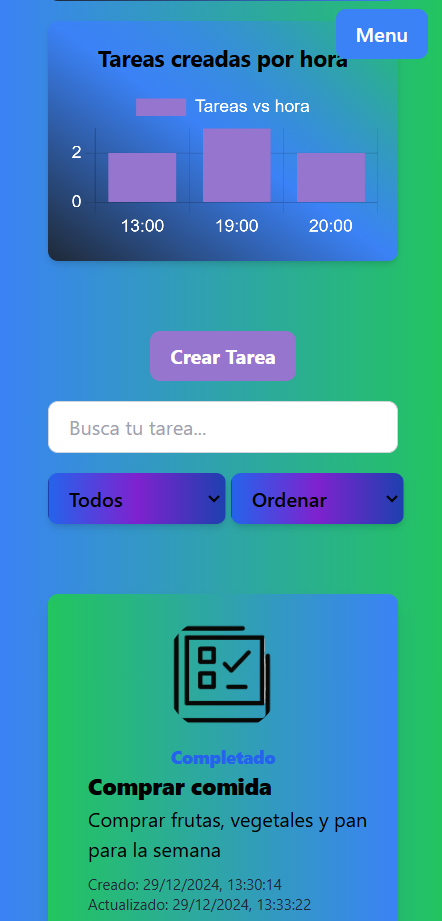 Menu
Tareas creadas por hora
Tareas vs hora
2
0
13:00 19:00 20:00
Crear Tarea
Busca tu tarea...
Todos Ordenar
Completado
Comprar comida
Comprar frutas, vegetales y pan
para la semana
Creado: 29/12/2024, 13:30:14
Actualizado: 29/12/2024, 13:33:22